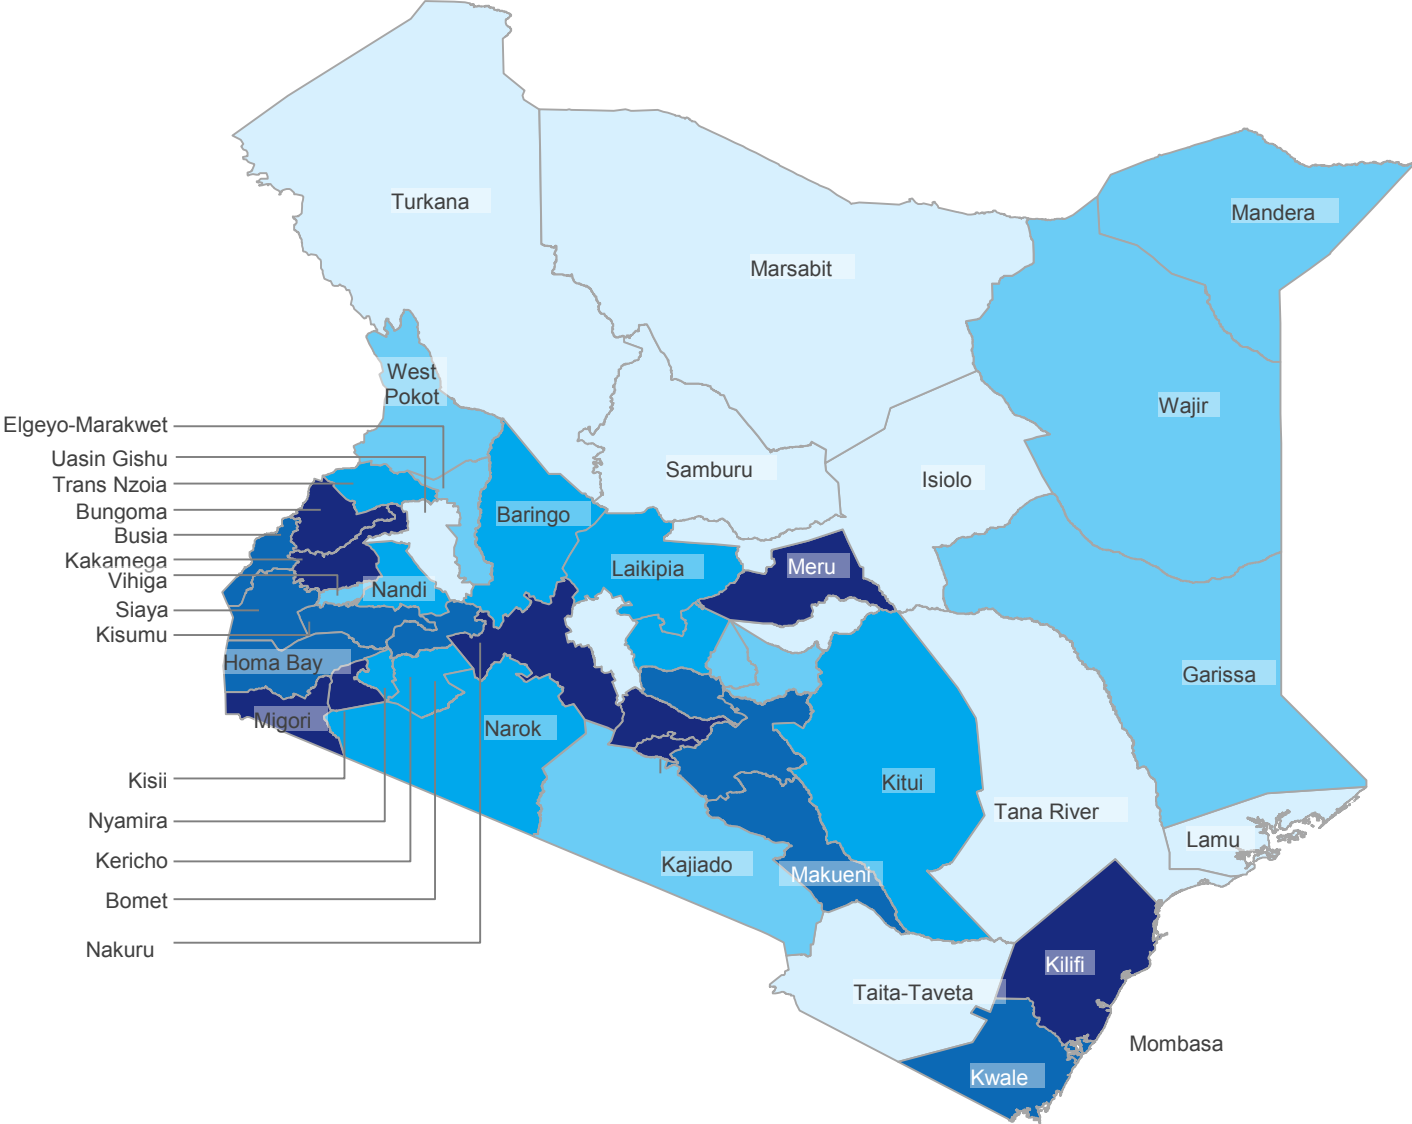 Turkana
Mandera
Marsabit
West
Pokot
Wajir
Elgeyo-Marakwet
Uasin Gishu
Trans Nzoia
Bungoma
Busia
Kakamega
Vihiga
Siaya
Kisumu
Samburu
Isiolo
Baringo
Laikipia
Meru
Nandi
Homa Bay
Garissa
Migori
Narok
Kisii
Nyamira
Kericho
Bomet
Nakuru
Kitui
Tana River
Lamu
Kajiado
Makueni
Kilifi
Taita-Taveta
Mombasa
Kwale